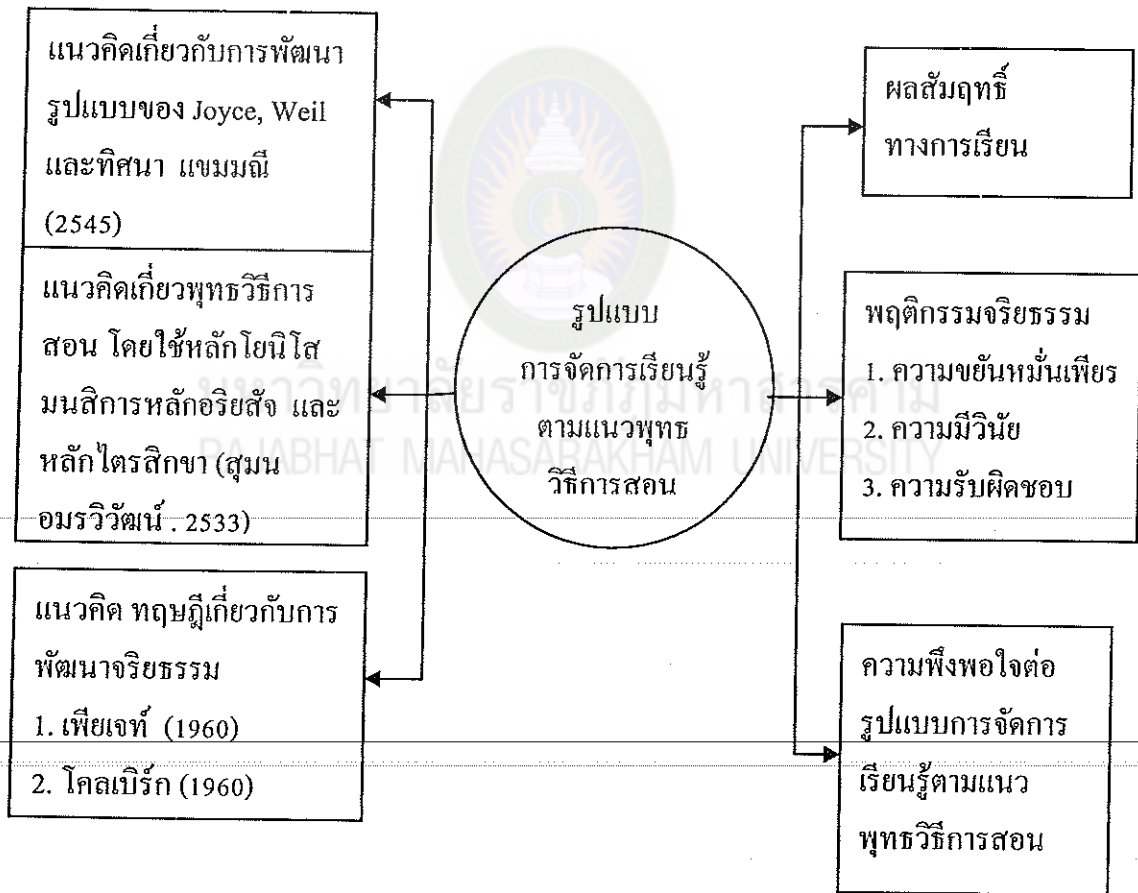 แนวคิดเกี่ยวกับการพัฒนา
รูปแบบของ Joyce, Weil
และทิศนา แขมมณี
(2545)
แนวคิดเกี่ยวพุทธวิธีการ
สอน โดยใช้หลักโยนิโส
มนสิการหลักอริยสัจ และ
หลักไตรสิกขา (สุมน
อมรวิวัฒน์ . 2533)
แนวคิด ทฤษฎีเกี่ยวกับการ
พัฒนาจริยธรรม
1. เพียเจท์ (1960)
2. โคลเบิร์ก (1960)
รูปแบบ
การจัดการเรียนรู้
ตามแนวพุทธ
วิธีการสอน
ผลสัมฤทธิ์
ทางการเรียน
พฤติกรรมจริยธรรม
1. ความขยันหมั่นเพียร
2. ความมีวินัย
3. ความรับผิดชอบ
ความพึงพอใจต่อ
รูปแบบการจัดการ
เรียนรู้ตามแนว
พุทธวิธีการสอน
มหาวิทยาลัยราชภัฏมหาสารคาม
RAJABHAT MAHASARAKHAM UNIVERSITY